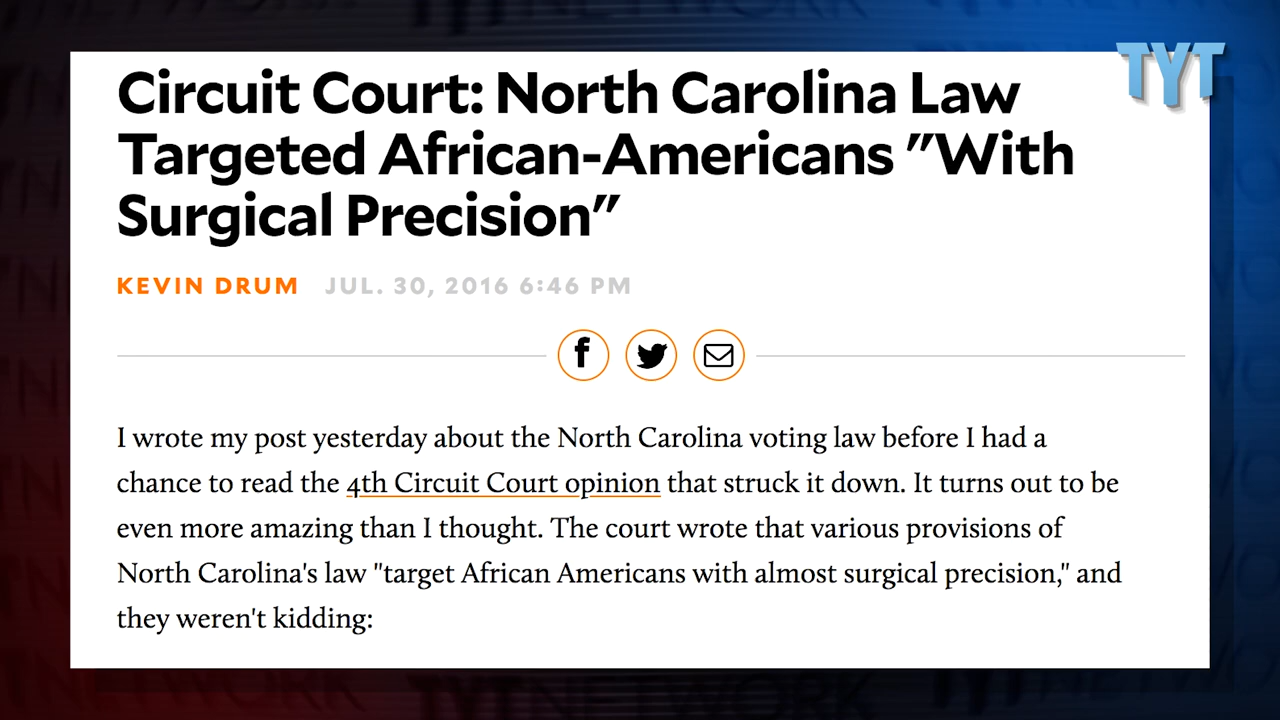 TYT
Circuit Court: North Carolina Law
Targeted African-Americans "With
Surgical Precision"
KEVIN DRUM JUL. 30, 2016 6:46 PM
I wrote my post yesterday about the North Carolina voting law before I had a
chance to read the 4th Circuit Court opinion that struck it down. It turns out to be
even more amazing than I thought. The court wrote that various provisions of
North Carolina's law "target African Americans with almost surgical precision," and
they weren't kidding: